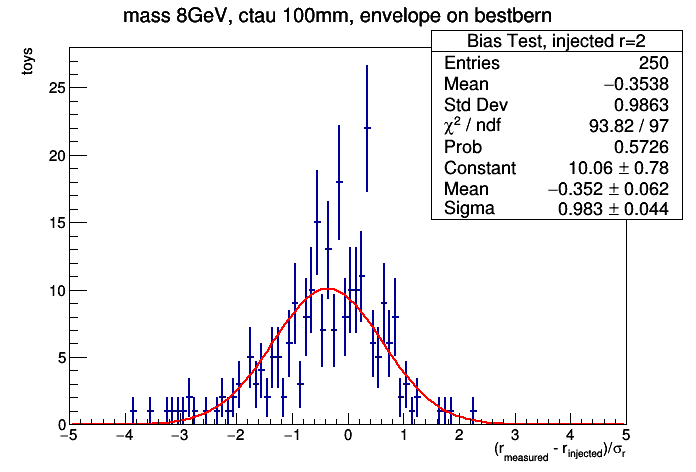 mass 8GeV, ctau 100mm, envelope on bestbern
toys
Bias Test, injected r=2
Entries 250
Mean −0.3538
Std Dev 0.9863
χ² / ndf 93.82 / 97
Prob 0.5726
Constant 10.06 ± 0.78
Mean −0.352 ± 0.062
Sigma 0.983 ± 0.044
25
20
15
10
5
0
−5 −4 −3 −2 −1 0 1 2 3 4 5
(r_measured - r_injected)/σ_r